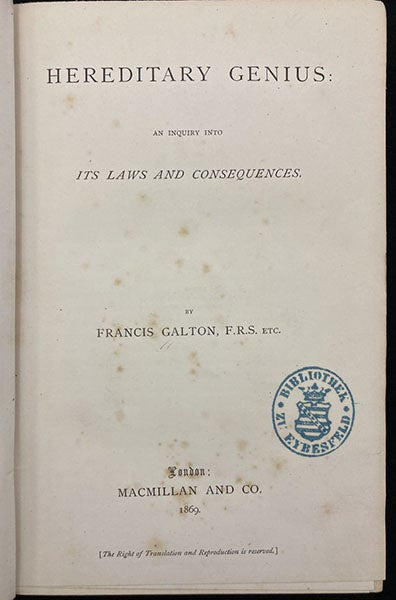 HEREDITARY GENIUS:
AN INQUIRY INTO
ITS LAWS AND CONSEQUENCES.
BY
FRANCIS GALTON, F.R.S. ETC.
BIBLIOTHEK
ZU EYBESFELD
London:
MACMILLAN AND CO.
1869.
[The Right of Translation and Reproduction is reserved.]